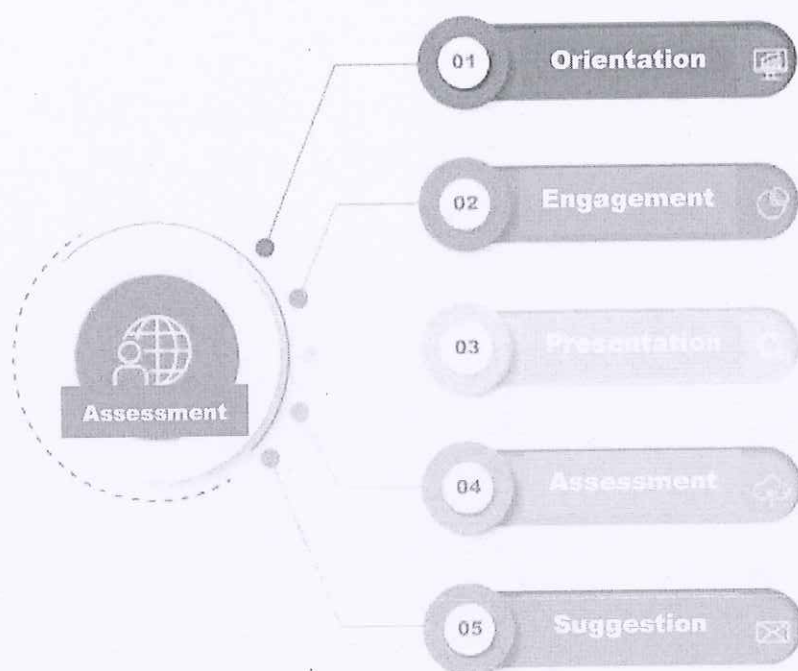 Assessment
01 Orientation
02 Engagement
03 Presentation
04 Assessment
05 Suggestion